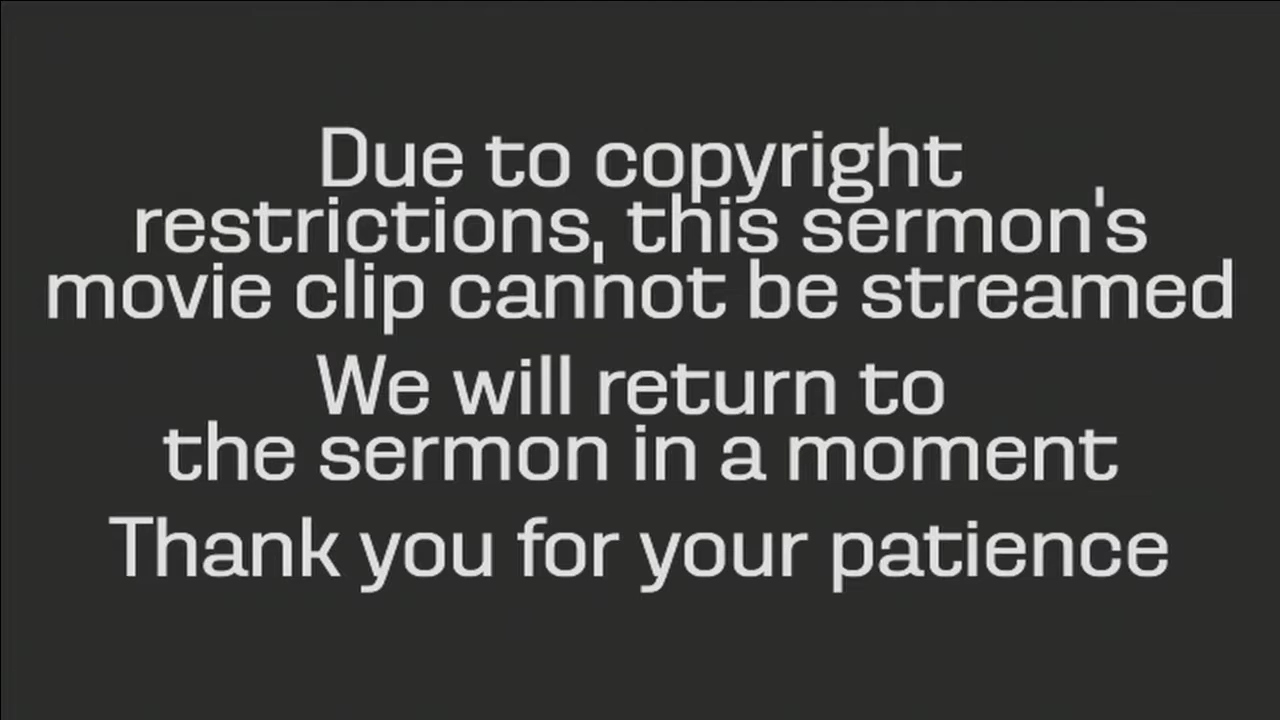 Due to copyright
restrictions, this sermon's
movie clip cannot be streamed
We will return to
the sermon in a moment
Thank you for your patience